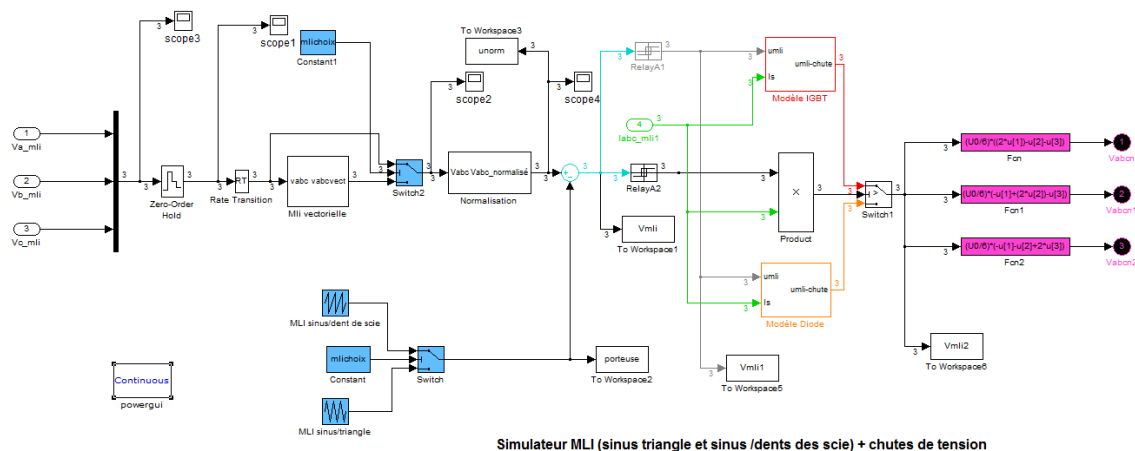 scope3
scope1
mlichoix
Constant1
To Workspace3
unorm
scope2
scope4
RelayA1
umli
Is
umli-chute
Modèle IGBT
1
Va_mli
2
Vb_mli
3
Vc_mli
Zero-Order
Hold
RT
Rate Transition
vabc vabcvect
Mli vectorielle
Switch2
Vabc Vabc_normalisé
Normalisation
4
Iabc_mli1
RelayA2
Vmli
To Workspace1
×
Product
>
Switch1
umli
Is
umli-chute
Modèle Diode
(U0/6)*((2*u[1])-u[2]-u[3])
Fcn
1
Vabcn
(U0/6)*(-u[1]+(2*u[2])-u[3])
Fcn1
2
Vabcn1
(U0/6)*(-u[1]-u[2]+2*u[3])
Fcn2
3
Vabcn2
MLI sinus/dent de scie
mlichoix
Constant
Switch
MLI sinus/triangle
porteuse
To Workspace2
Vmli1
To Workspace5
Vmli2
To Workspace6
Continuous
powergui
Simulateur MLI (sinus triangle et sinus /dents des scie) + chutes de tension